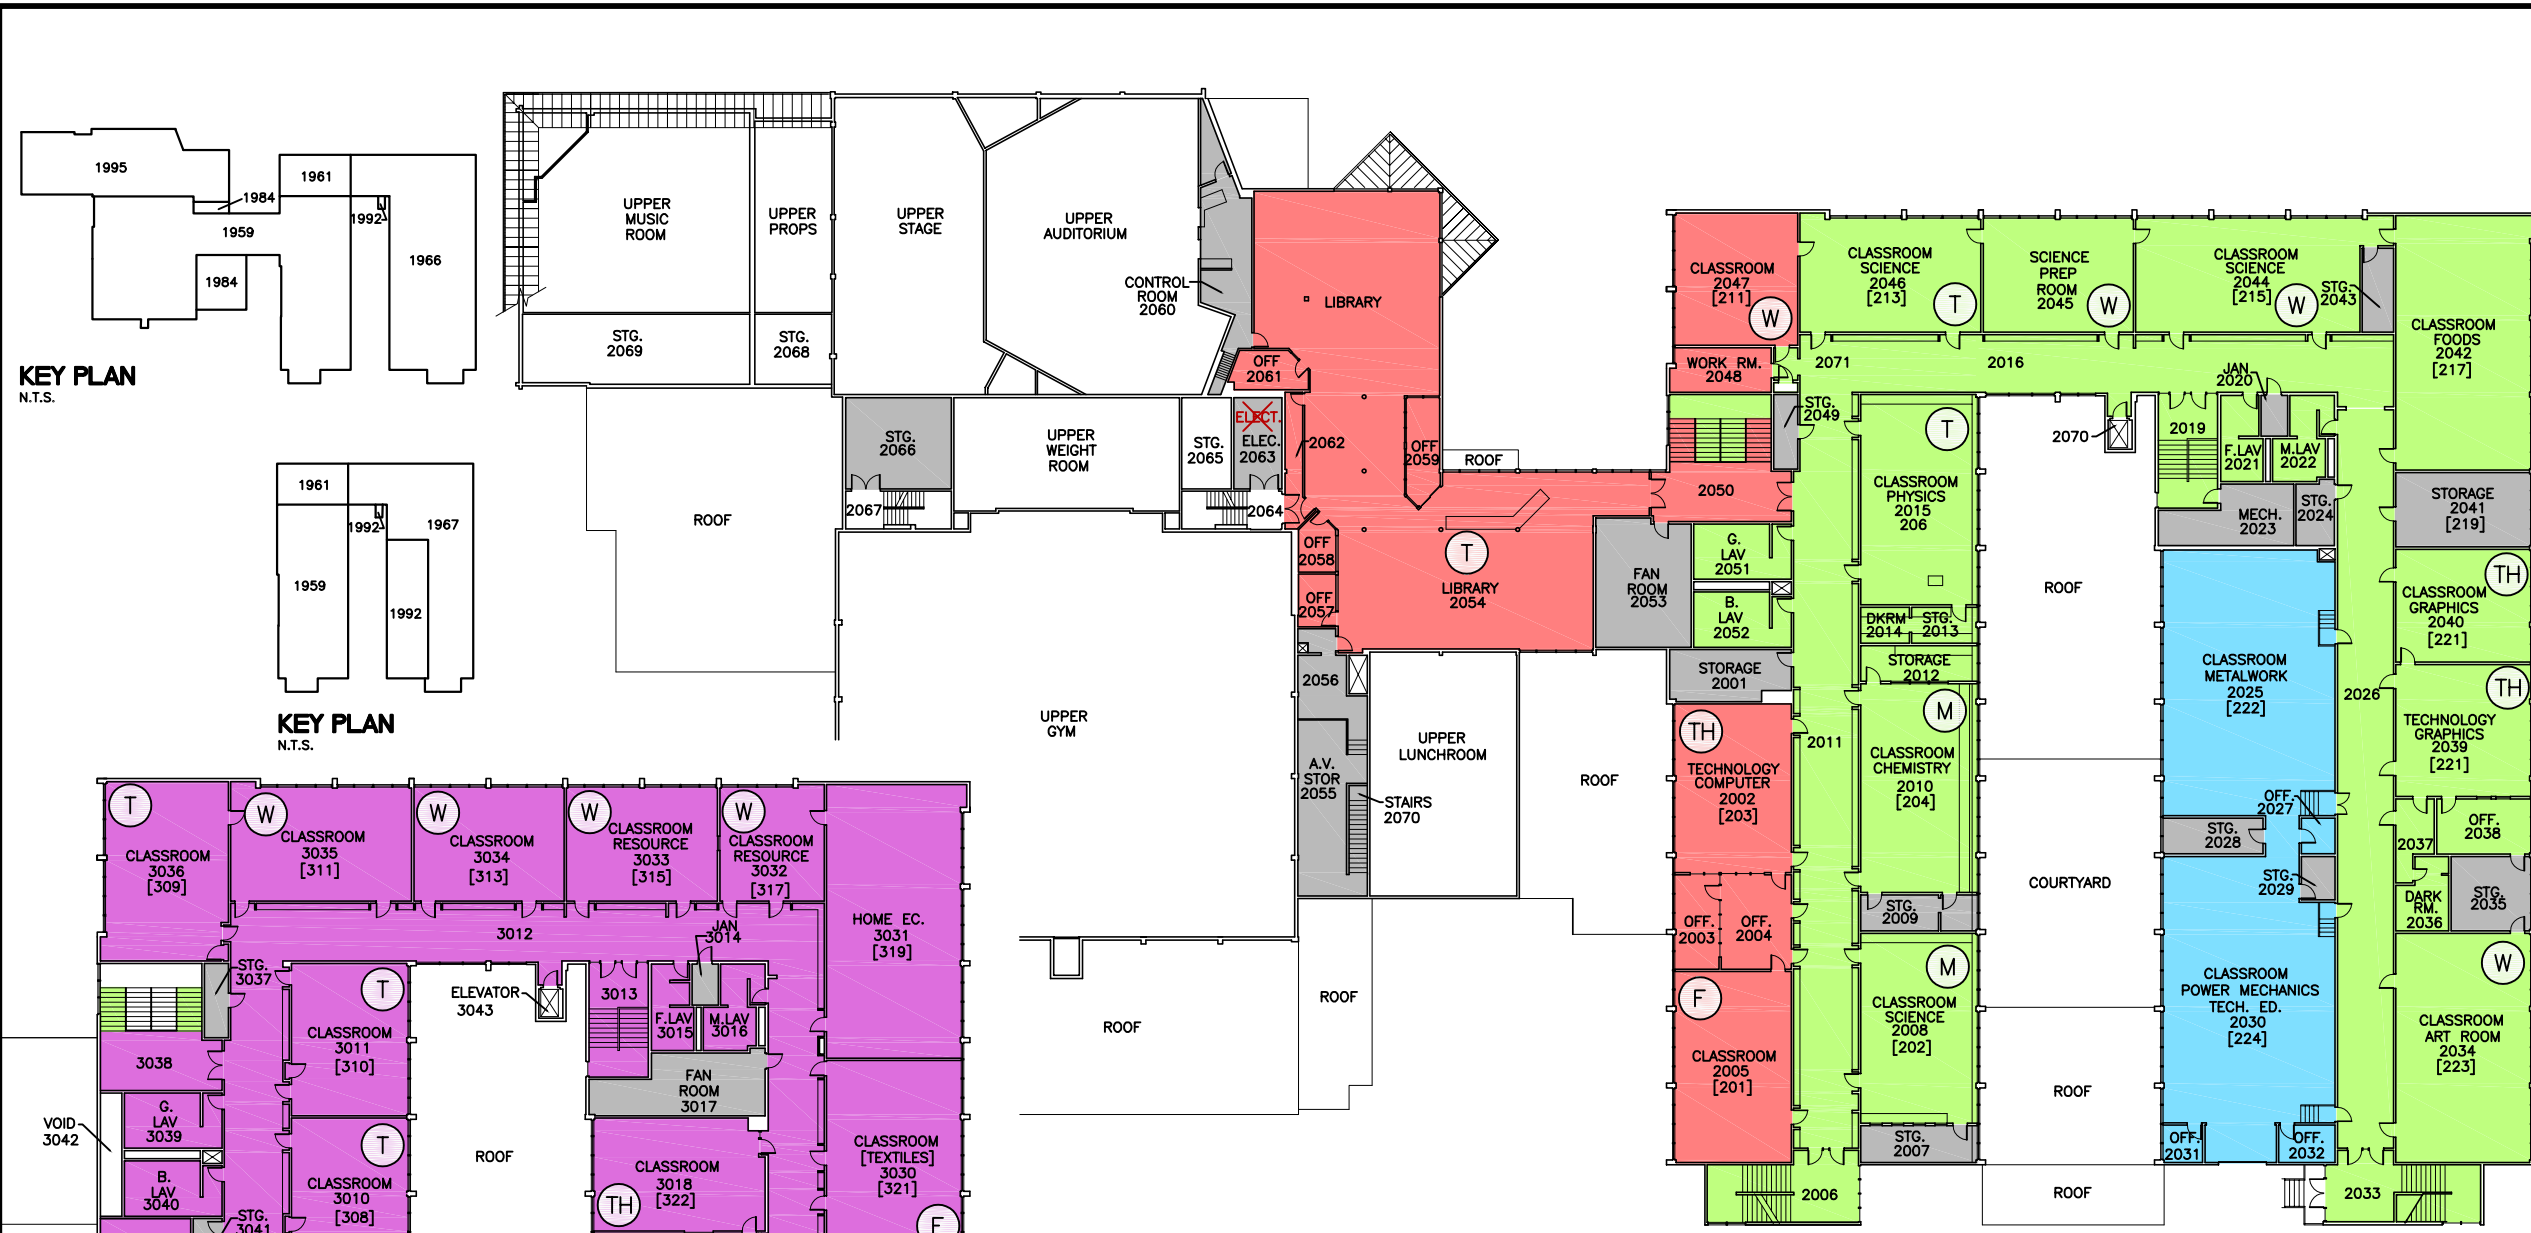 1995
1984
1959
1984
1961
1992
1966
KEY PLAN
N.T.S.
1961
1992
1967
1959
1992
KEY PLAN
N.T.S.
UPPER
MUSIC
ROOM
UPPER
PROPS
UPPER
STAGE
UPPER
AUDITORIUM
CONTROL
ROOM
2060
STG.
2069
STG.
2068
LIBRARY
OFF
2061
STG.
2066
UPPER
WEIGHT
ROOM
STG.
2065
ELECT.
ELEC.
2063
2062
OFF
2059
ROOF
2067
2064
ROOF
OFF
2058
OFF
2057
T
LIBRARY
2054
FAN
ROOM
2053
2056
A.V.
STOR
2055
STAIRS
2070
UPPER
LUNCHROOM
UPPER
GYM
ROOF
ROOF
ROOF
CLASSROOM
2047
[211]
W
WORK RM.
2048
STG.
2049
2050
G.
LAV
2051
B.
LAV
2052
STORAGE
2001
TH
TECHNOLOGY
COMPUTER
2002
[203]
OFF.
2003
OFF.
2004
F
CLASSROOM
2005
[201]
CLASSROOM
SCIENCE
2046
[213]
T
SCIENCE
PREP
ROOM
2045
W
CLASSROOM
SCIENCE
2044
[215]
W
STG.
2043
CLASSROOM
FOODS
2042
[217]
2071
2016
JAN
2020
2019
F.LAV
2021
M.LAV
2022
2070
T
CLASSROOM
PHYSICS
2015
206
DKRM
2014
STG.
2013
STORAGE
2012
M
CLASSROOM
CHEMISTRY
2010
[204]
2011
STG.
2009
M
CLASSROOM
SCIENCE
2008
[202]
STG.
2007
2006
ROOF
COURTYARD
ROOF
ROOF
MECH.
2023
STG.
2024
STORAGE
2041
[219]
CLASSROOM
METALWORK
2025
[222]
2026
TH
CLASSROOM
GRAPHICS
2040
[221]
TH
TECHNOLOGY
GRAPHICS
2039
[221]
OFF.
2027
STG.
2028
STG.
2029
2037
OFF.
2038
DARK
RM.
2036
STG.
2035
CLASSROOM
POWER MECHANICS
TECH. ED.
2030
[224]
W
CLASSROOM
ART ROOM
2034
[223]
OFF.
2031
OFF.
2032
2033
T
CLASSROOM
3036
[309]
W
CLASSROOM
3035
[311]
W
CLASSROOM
3034
[313]
W
CLASSROOM
RESOURCE
3033
[315]
W
CLASSROOM
RESOURCE
3032
[317]
HOME EC.
3031
[319]
3012
JAN
3014
STG.
3037
T
CLASSROOM
3011
[310]
ELEVATOR
3043
3013
F.LAV
3015
M.LAV
3016
3038
FAN
ROOM
3017
VOID
3042
G.
LAV
3039
B.
LAV
3040
STG.
3041
T
CLASSROOM
3010
[308]
ROOF
CLASSROOM
3018
[322]
TH
CLASSROOM
[TEXTILES]
3030
[321]
F